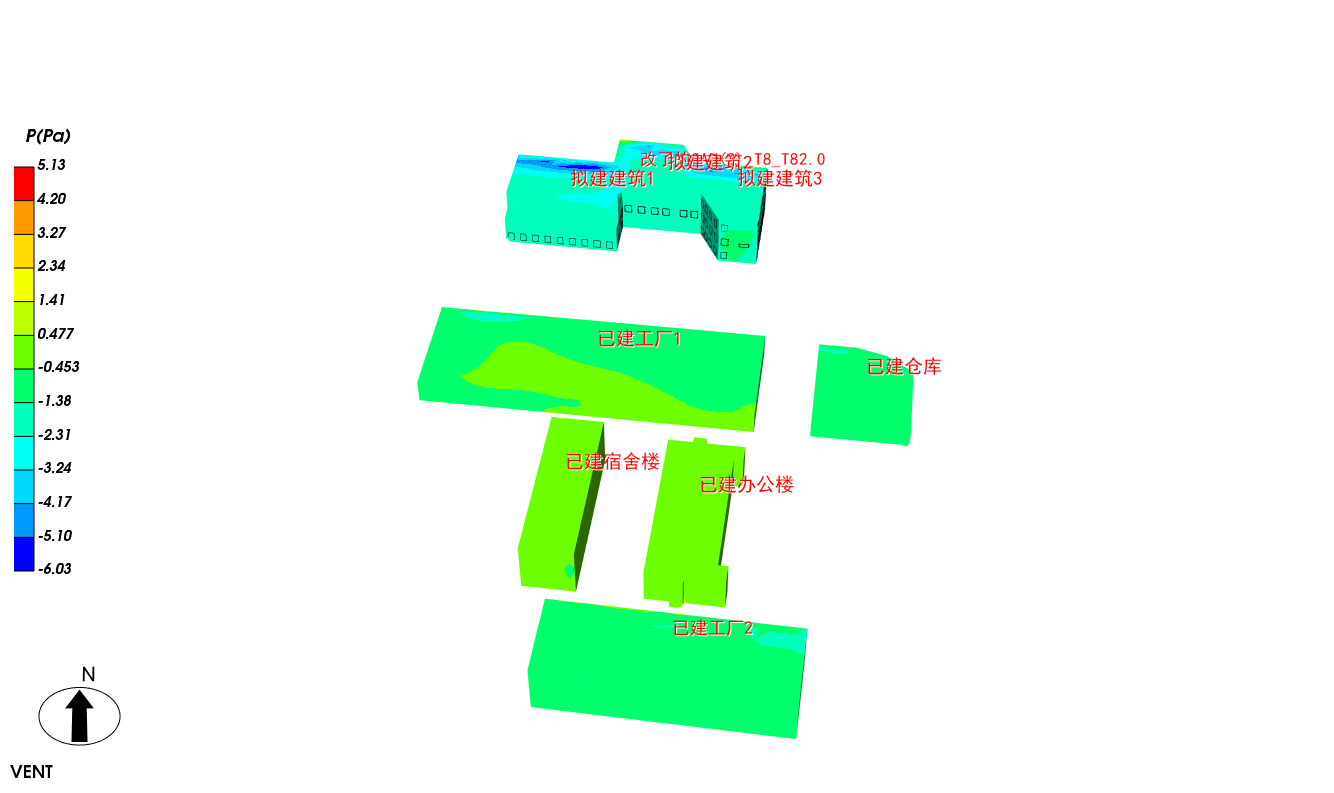 P(Pa)
5.13
4.20
3.27
2.34
1.41
0.477
-0.453
-1.38
-2.31
-3.24
-4.17
-5.10
-6.03
T8_T82.0
拟建建筑2
拟建建筑1
拟建建筑3
已建工厂1
已建仓库
已建宿舍楼
已建办公楼
已建工厂2
N
VENT